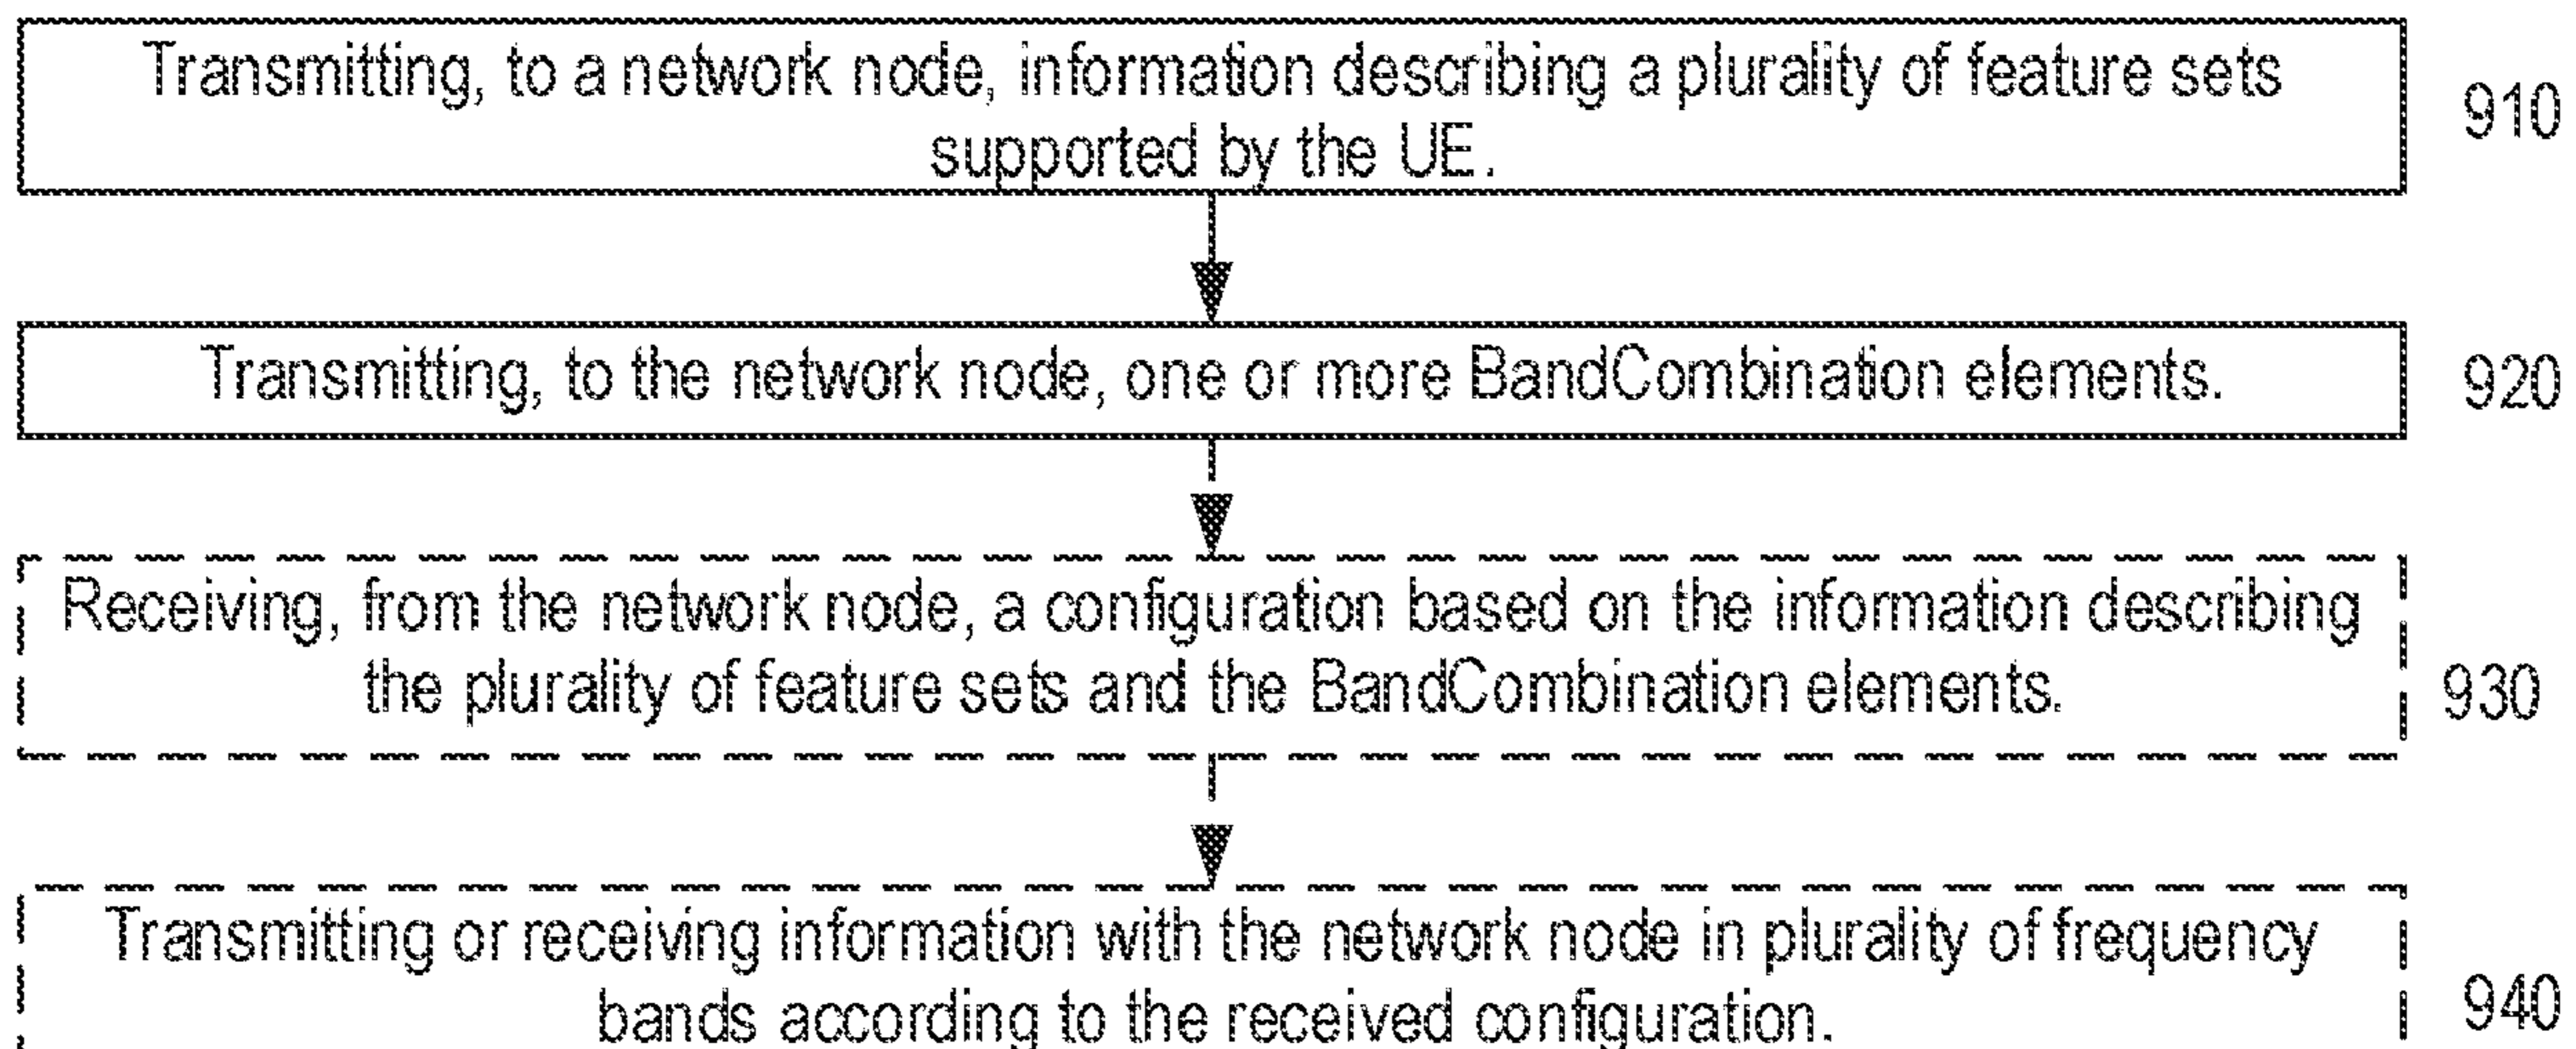 Transmitting, to a network node, information describing a plurality of feature sets
supported by the UE.
910
Transmitting, to the network node, one or more BandCombination elements.
920
Receiving, from the network node, a configuration based on the information describing
the plurality of feature sets and the BandCombination elements.
930
Transmitting or receiving information with the network node in plurality of frequency
bands according to the received configuration.
940